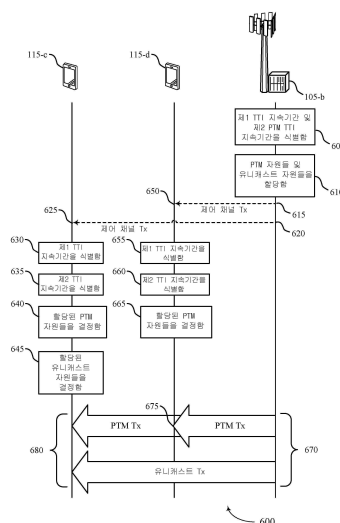 115-c
115-d
105-b
제1 TTI 지속기간 및
제2 PTM TTI
지속기간을 식별함
PTM 자원들 및
유니캐스트 자원들을
할당함
650
제어 채널 Tx
615
625
제어 채널 Tx
620
630
제1 TTI
지속기간을 식별함
655
제1 TTI 지속기간을
식별함
635
제2 TTI
지속기간을 식별함
660
제2 TTI 지속기간을
식별함
640
할당된 PTM
자원들을 결정함
665
할당된 PTM
자원들을 결정함
645
할당된
유니캐스트
자원들을
결정함
675
PTM Tx
PTM Tx
680
670
유니캐스트 Tx
600